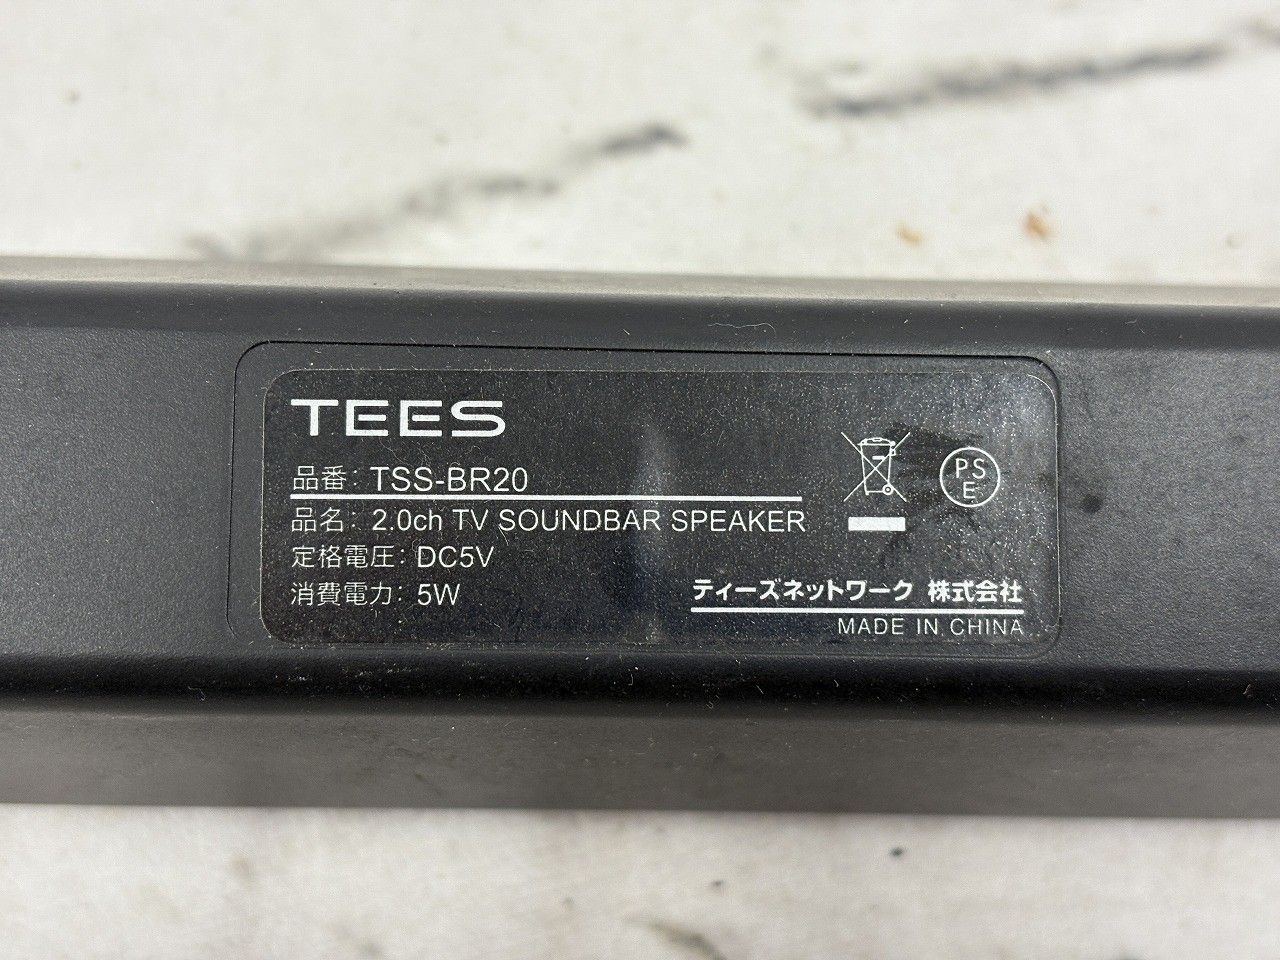 TEES
品番: TSS-BR20
品名: 2.0ch TV SOUNDBAR SPEAKER
定格電圧: DC5V
消費電力: 5W
PSE
ティーズネットワーク 株式会社
MADE IN CHINA